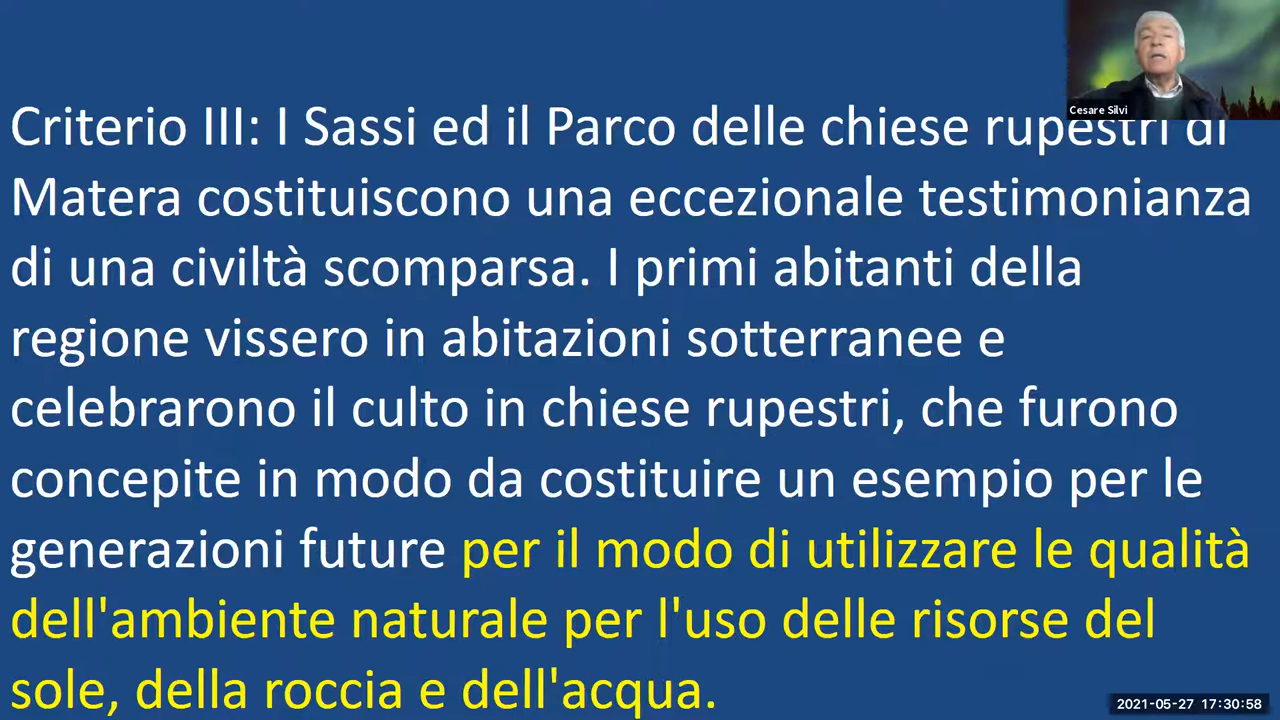 Cesare Silvi
Criterio III: I Sassi ed il Parco delle chiese rupestri di
Matera costituiscono una eccezionale testimonianza
di una civiltà scomparsa. I primi abitanti della
regione vissero in abitazioni sotterranee e
celebrarono il culto in chiese rupestri, che furono
concepite in modo da costituire un esempio per le
generazioni future per il modo di utilizzare le qualità
dell'ambiente naturale per l'uso delle risorse del
sole, della roccia e dell'acqua.
2021-05-27 17:30:58